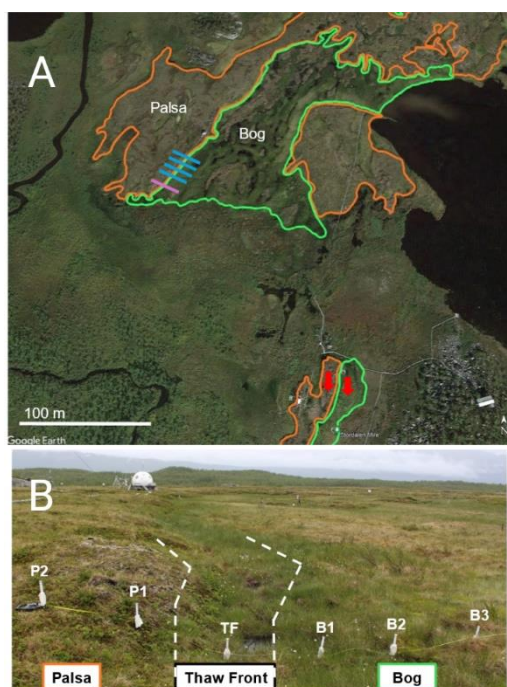 A
Palsa
Bog
100 m
Google Earth
B
P2
P1
TF
B1
B2
B3
Palsa
Thaw Front
Bog